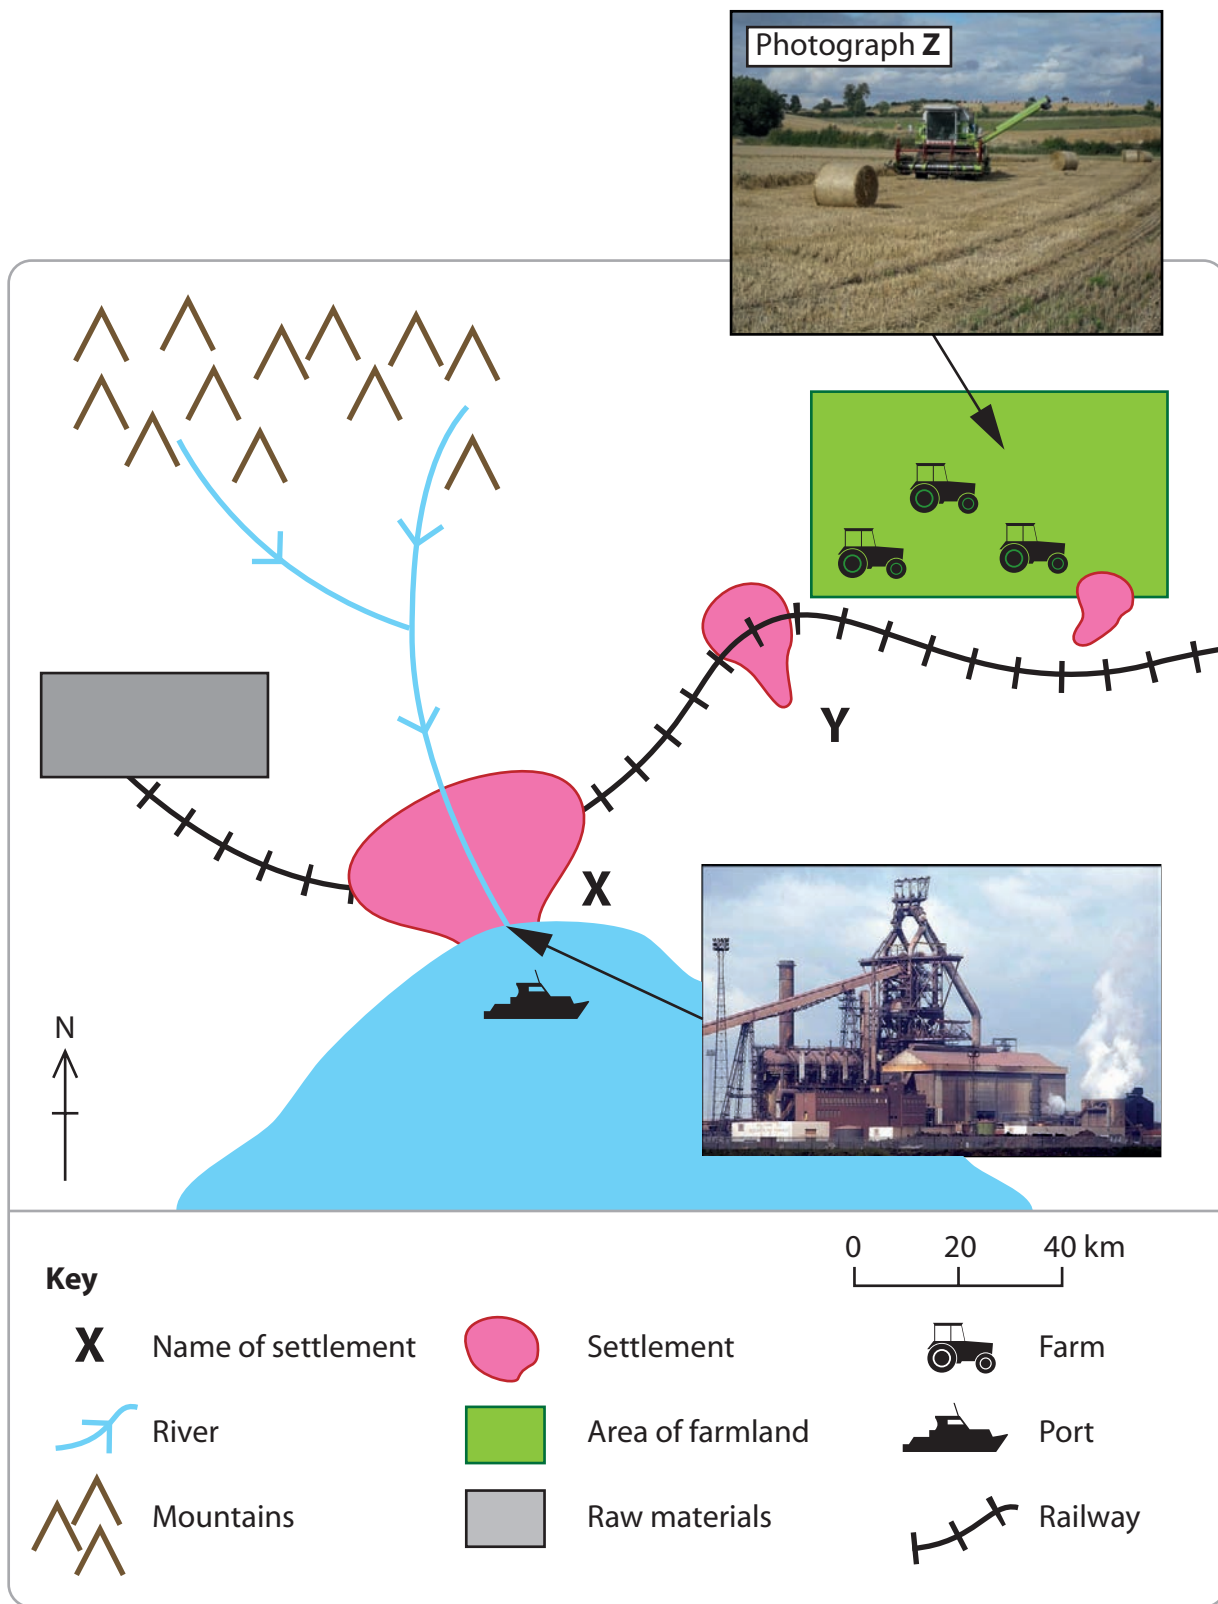 Photograph Z
Y
X
N
0 20 40 km
Key
X Name of settlement
Settlement
Farm
River
Area of farmland
Port
Mountains
Raw materials
Railway